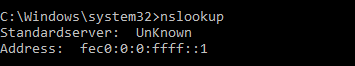 C:\Windows\system32>nslookup
Standardserver:  UnKnown
Address:  fec0:0:0:ffff::1